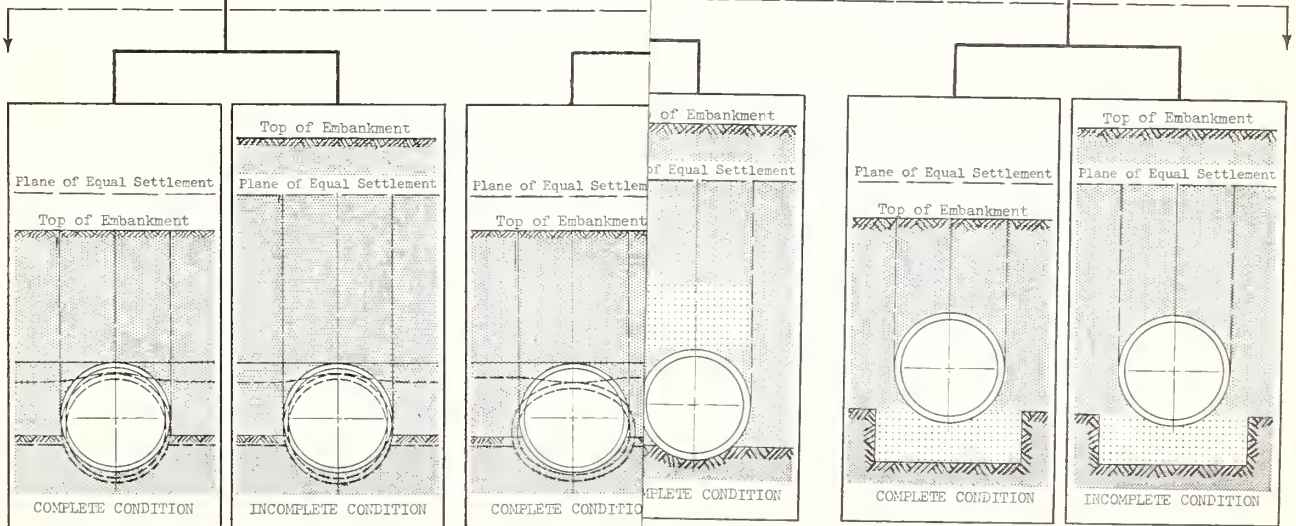 Plane of Equal Settlement
Top of Embankment
COMPLETE CONDITION
Top of Embankment
Plane of Equal Settlement
INCOMPLETE CONDITION
Plane of Equal Settlem
Top of Embankment
COMPLETE CONDITIO
of Embankment
of Equal Settlement
MPLETE CONDITION
Plane of Equal Settlement
Top of Embankment
COMPLETE CONDITION
Top of Embankment
Plane of Equal Settlement
INCOMPLETE CONDITION